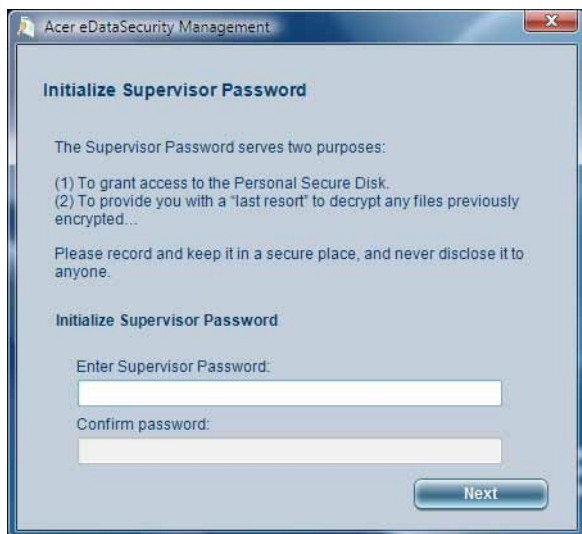 Acer eDataSecurity Management
Initialize Supervisor Password
The Supervisor Password serves two purposes:
(1) To grant access to the Personal Secure Disk.
(2) To provide you with a “last resort” to decrypt any files previously
encrypted...
Please record and keep it in a secure place, and never disclose it to
anyone.
Initialize Supervisor Password
Enter Supervisor Password:
Confirm password:
Next